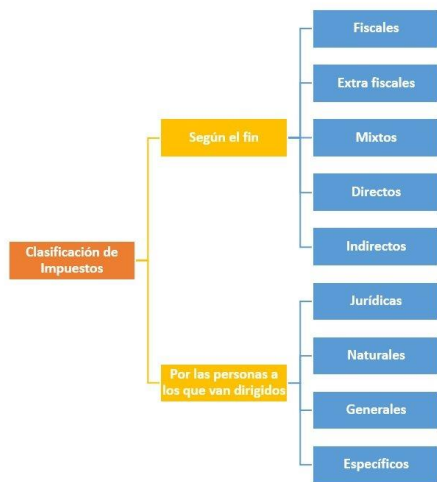 Clasificación de
Impuestos
Según el fin
Fiscales
Extra fiscales
Mixtos
Directos
Indirectos
Por las personas a
los que van dirigidos
Jurídicas
Naturales
Generales
Específicos